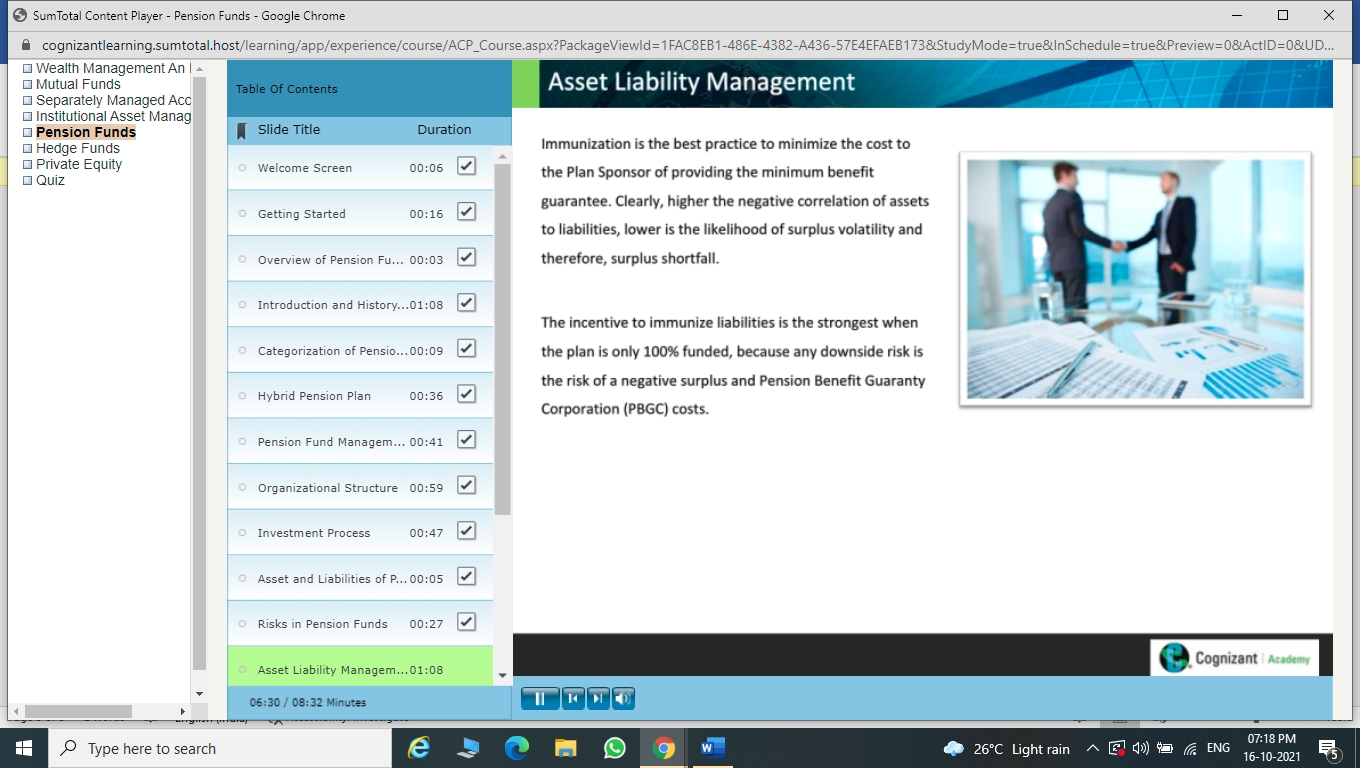 SumTotal Content Player - Pension Funds - Google Chrome
cognizantlearning.sumtotal.host/learning/app/experience/course/ACP_Course.aspx?PackageViewId=1FAC8EB1-486E-4382-A436-57E4EFAEB173&StudyMode=true&InSchedule=true&Preview=0&ActID=0&UD...
Wealth Management An
Mutual Funds
Separately Managed Acc
Institutional Asset Manag
Pension Funds
Hedge Funds
Private Equity
Quiz
Table Of Contents
Slide Title Duration
Welcome Screen 00:06
Getting Started 00:16
Overview of Pension Fu... 00:03
Introduction and History... 01:08
Categorization of Pensio... 00:09
Hybrid Pension Plan 00:36
Pension Fund Managem... 00:41
Organizational Structure 00:59
Investment Process 00:47
Asset and Liabilities of P... 00:05
Risks in Pension Funds 00:27
Asset Liability Managem... 01:08
06:30 / 08:32 Minutes
Asset Liability Management
Immunization is the best practice to minimize the cost to
the Plan Sponsor of providing the minimum benefit
guarantee. Clearly, higher the negative correlation of assets
to liabilities, lower is the likelihood of surplus volatility and
therefore, surplus shortfall.
The incentive to immunize liabilities is the strongest when
the plan is only 100% funded, because any downside risk is
the risk of a negative surplus and Pension Benefit Guaranty
Corporation (PBGC) costs.
Cognizant | Academy
Type here to search
26°C Light rain
ENG
07:18 PM
16-10-2021
5